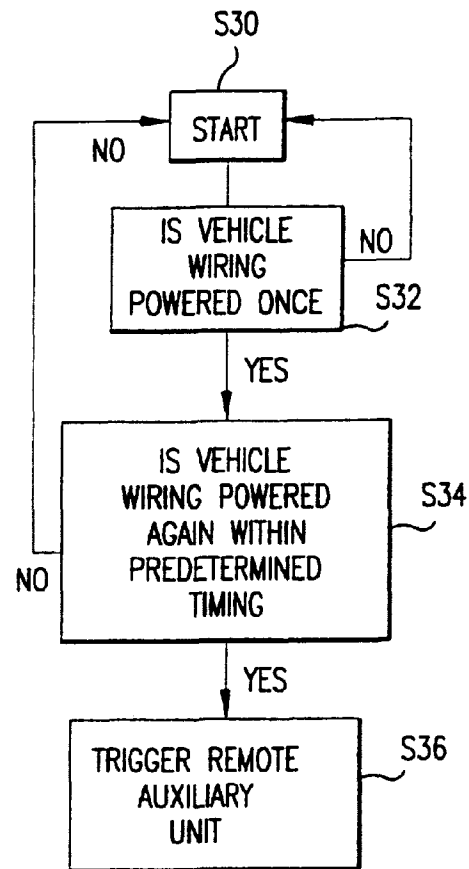 S30
START
NO
IS VEHICLE
WIRING
POWERED ONCE
NO
S32
YES
IS VEHICLE
WIRING POWERED
AGAIN WITHIN
PREDETERMINED
TIMING
S34
NO
YES
TRIGGER REMOTE
AUXILIARY
UNIT
S36